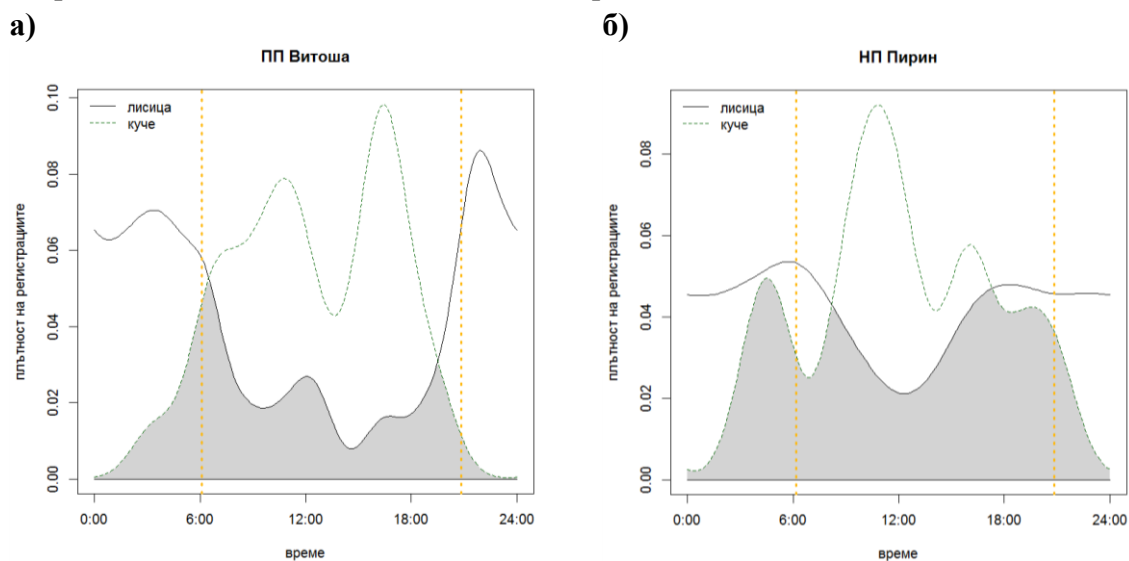 а)
б)
ПП Витоша
НП Пирин
лисица
куче
лисица
куче
плътност на регистрациите
0.00
0.02
0.04
0.06
0.08
0.10
0:00
6:00
12:00
18:00
24:00
време
плътност на регистрациите
0.00
0.02
0.04
0.06
0.08
0:00
6:00
12:00
18:00
24:00
време